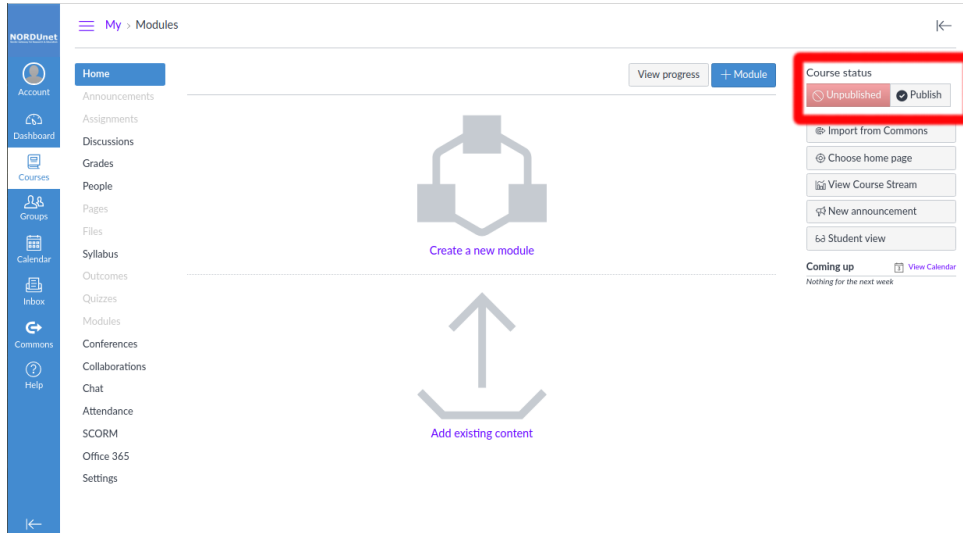 NORDUnet
My > Modules
Account
Dashboard
Courses
Groups
Calendar
Inbox
Commons
Help
Home
Announcements
Assignments
Discussions
Grades
People
Pages
Files
Syllabus
Outcomes
Quizzes
Modules
Conferences
Collaborations
Chat
Attendance
SCORM
Office 365
Settings
View progress
+ Module
Create a new module
Add existing content
Course status
Unpublished
Publish
Import from Commons
Choose home page
View Course Stream
New announcement
Student view
Coming up
View Calendar
Nothing for the next week